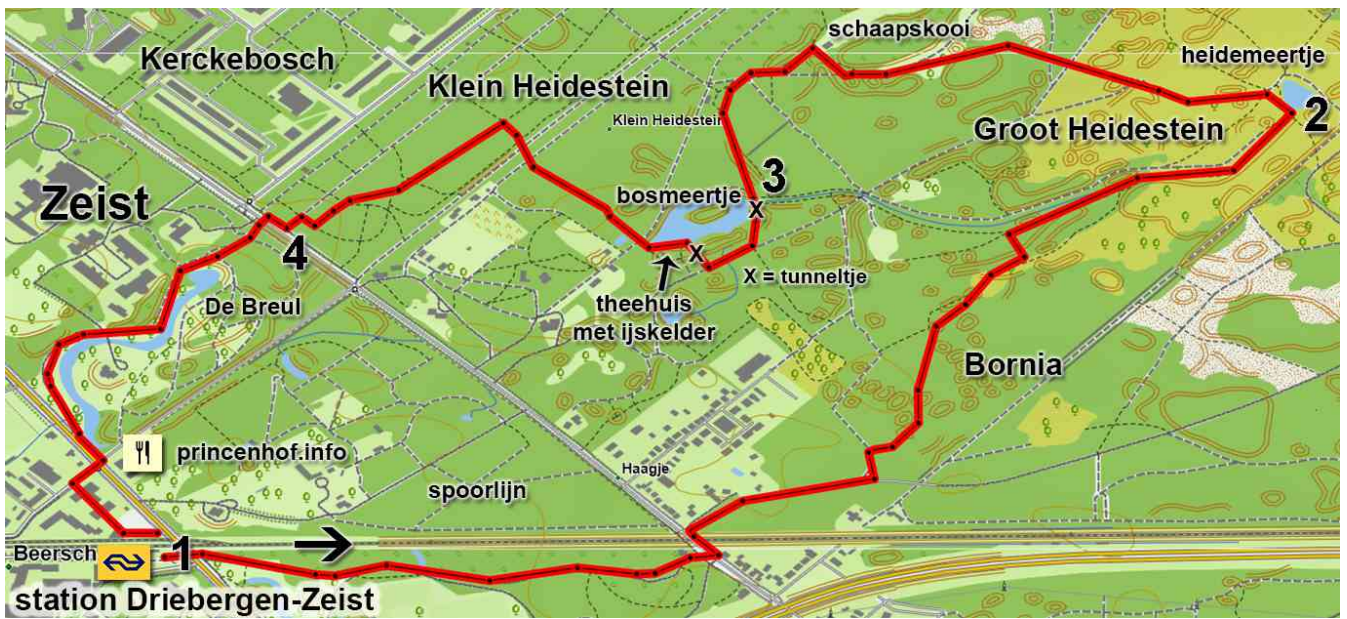 schaapskooi
Kerckebosch
heidemeertje
Klein Heidestein
2
Klein Heidestein
Groot Heidestein
3
Zeist
bosmeertje
X
4
X
X = tunneltje
De Breul
theehuis
met ijskelder
Bornia
princenhof.info
Haagje
spoorlijn
Beersch
1
station Driebergen-Zeist